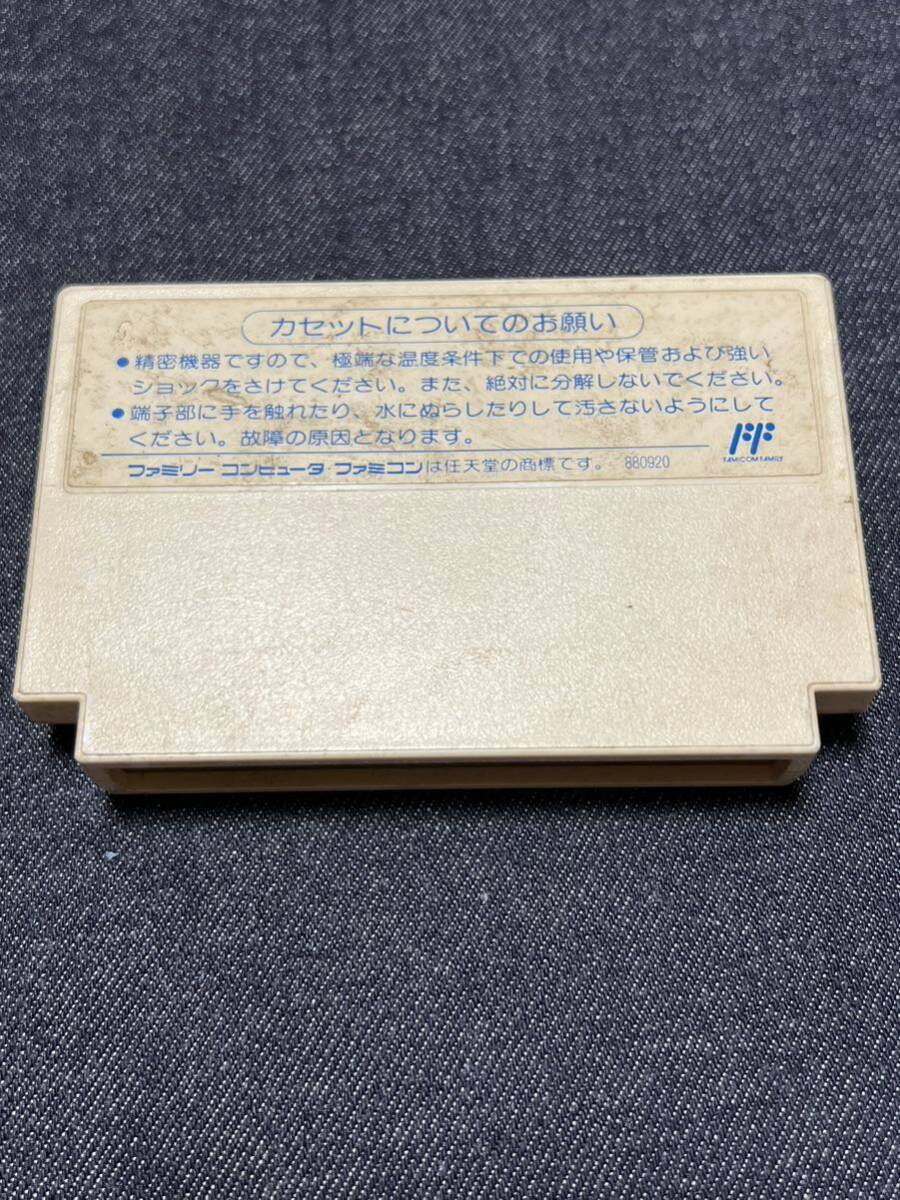 カセットについてのお願い
●精密機器ですので、極端な温度条件下での使用や保管および強い
ショックをさけてください。また、絶対に分解しないでください。
●端子部に手を触れたり、水にぬらしたりして汚さないようにして
ください。故障の原因となります。
FF
FAMICOM FAMILY
ファミリー コンピュータ・ファミコンは任天堂の商標です。 880920